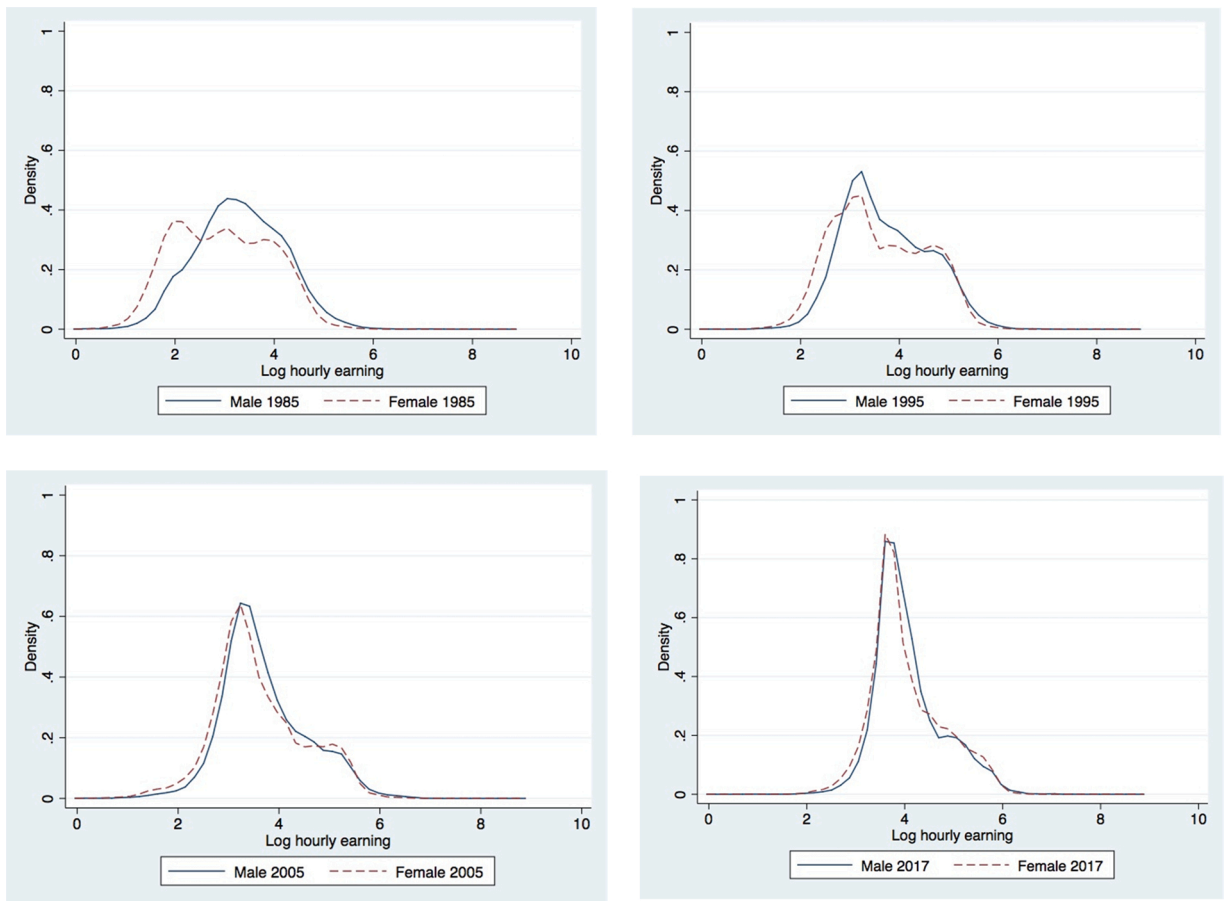 1
.8
.6
.4
.2
0
Density
0 2 4 6 8 10
Log hourly earning
Male 1985 Female 1985
1
.8
.6
.4
.2
0
Density
0 2 4 6 8 10
Log hourly earning
Male 1995 Female 1995
1
.8
.6
.4
.2
0
Density
0 2 4 6 8 10
Log hourly earning
Male 2005 Female 2005
1
.8
.6
.4
.2
0
Density
0 2 4 6 8 10
Log hourly earning
Male 2017 Female 2017